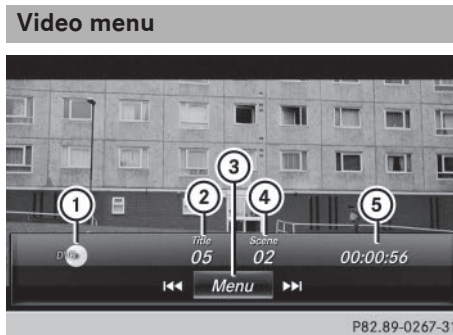 Video menu
3
1 2 4 5
Title Scene
05 02 00:00:56
Menu
P82.89-0267-31